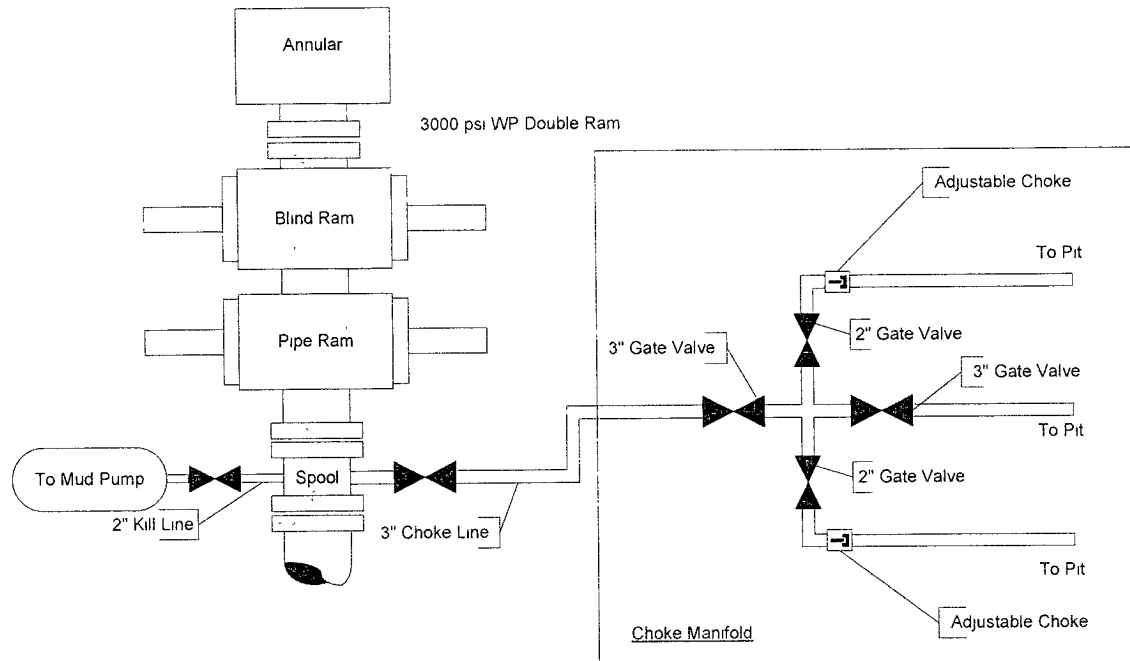 Annular
3000 psi WP Double Ram
Blind Ram
Pipe Ram
To Mud Pump
Spool
2" Kill Line
3" Choke Line
Adjustable Choke
To Pit
2" Gate Valve
3" Gate Valve
3" Gate Valve
To Pit
2" Gate Valve
To Pit
Adjustable Choke
Choke Manifold